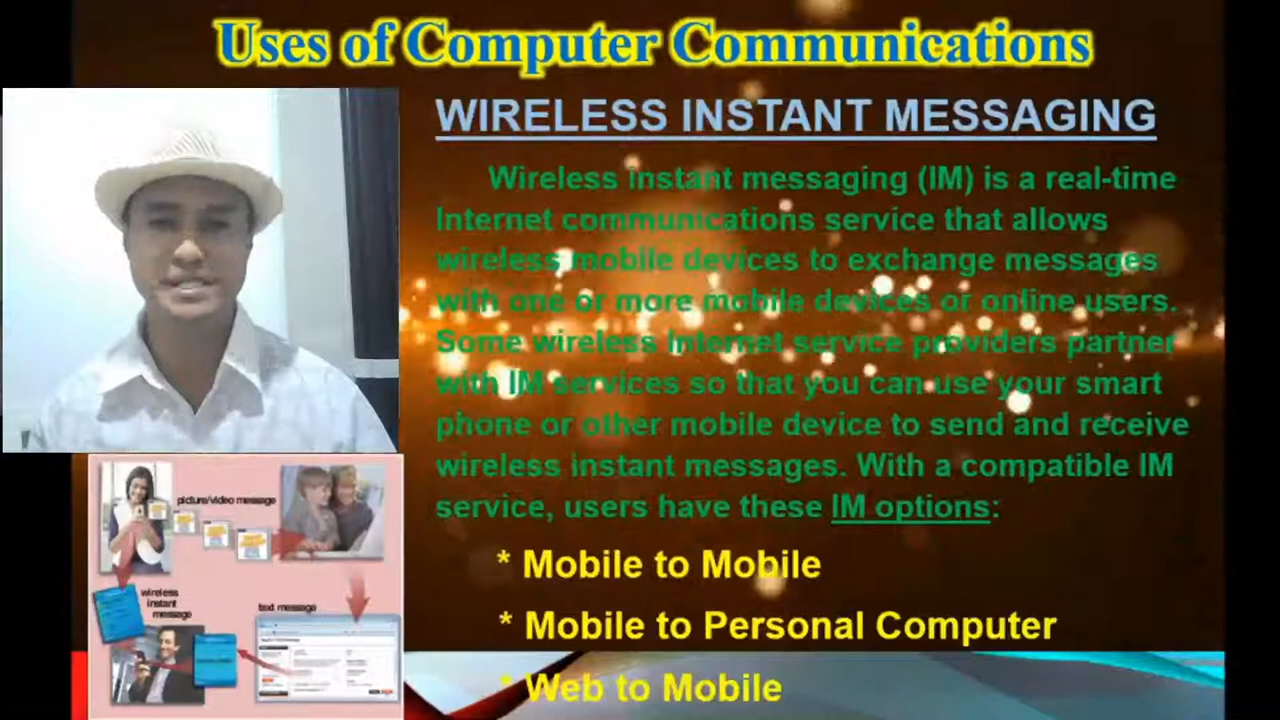 Uses of Computer Communications
WIRELESS INSTANT MESSAGING
Wireless instant messaging (IM) is a real-time
Internet communications service that allows
wireless mobile devices to exchange messages
with one or more mobile devices or online users.
Some wireless Internet service providers partner
with IM services so that you can use your smart
phone or other mobile device to send and receive
wireless instant messages. With a compatible IM
service, users have these IM options:
* Mobile to Mobile
* Mobile to Personal Computer
* Web to Mobile
picture/video message
wireless
instant
message
text message